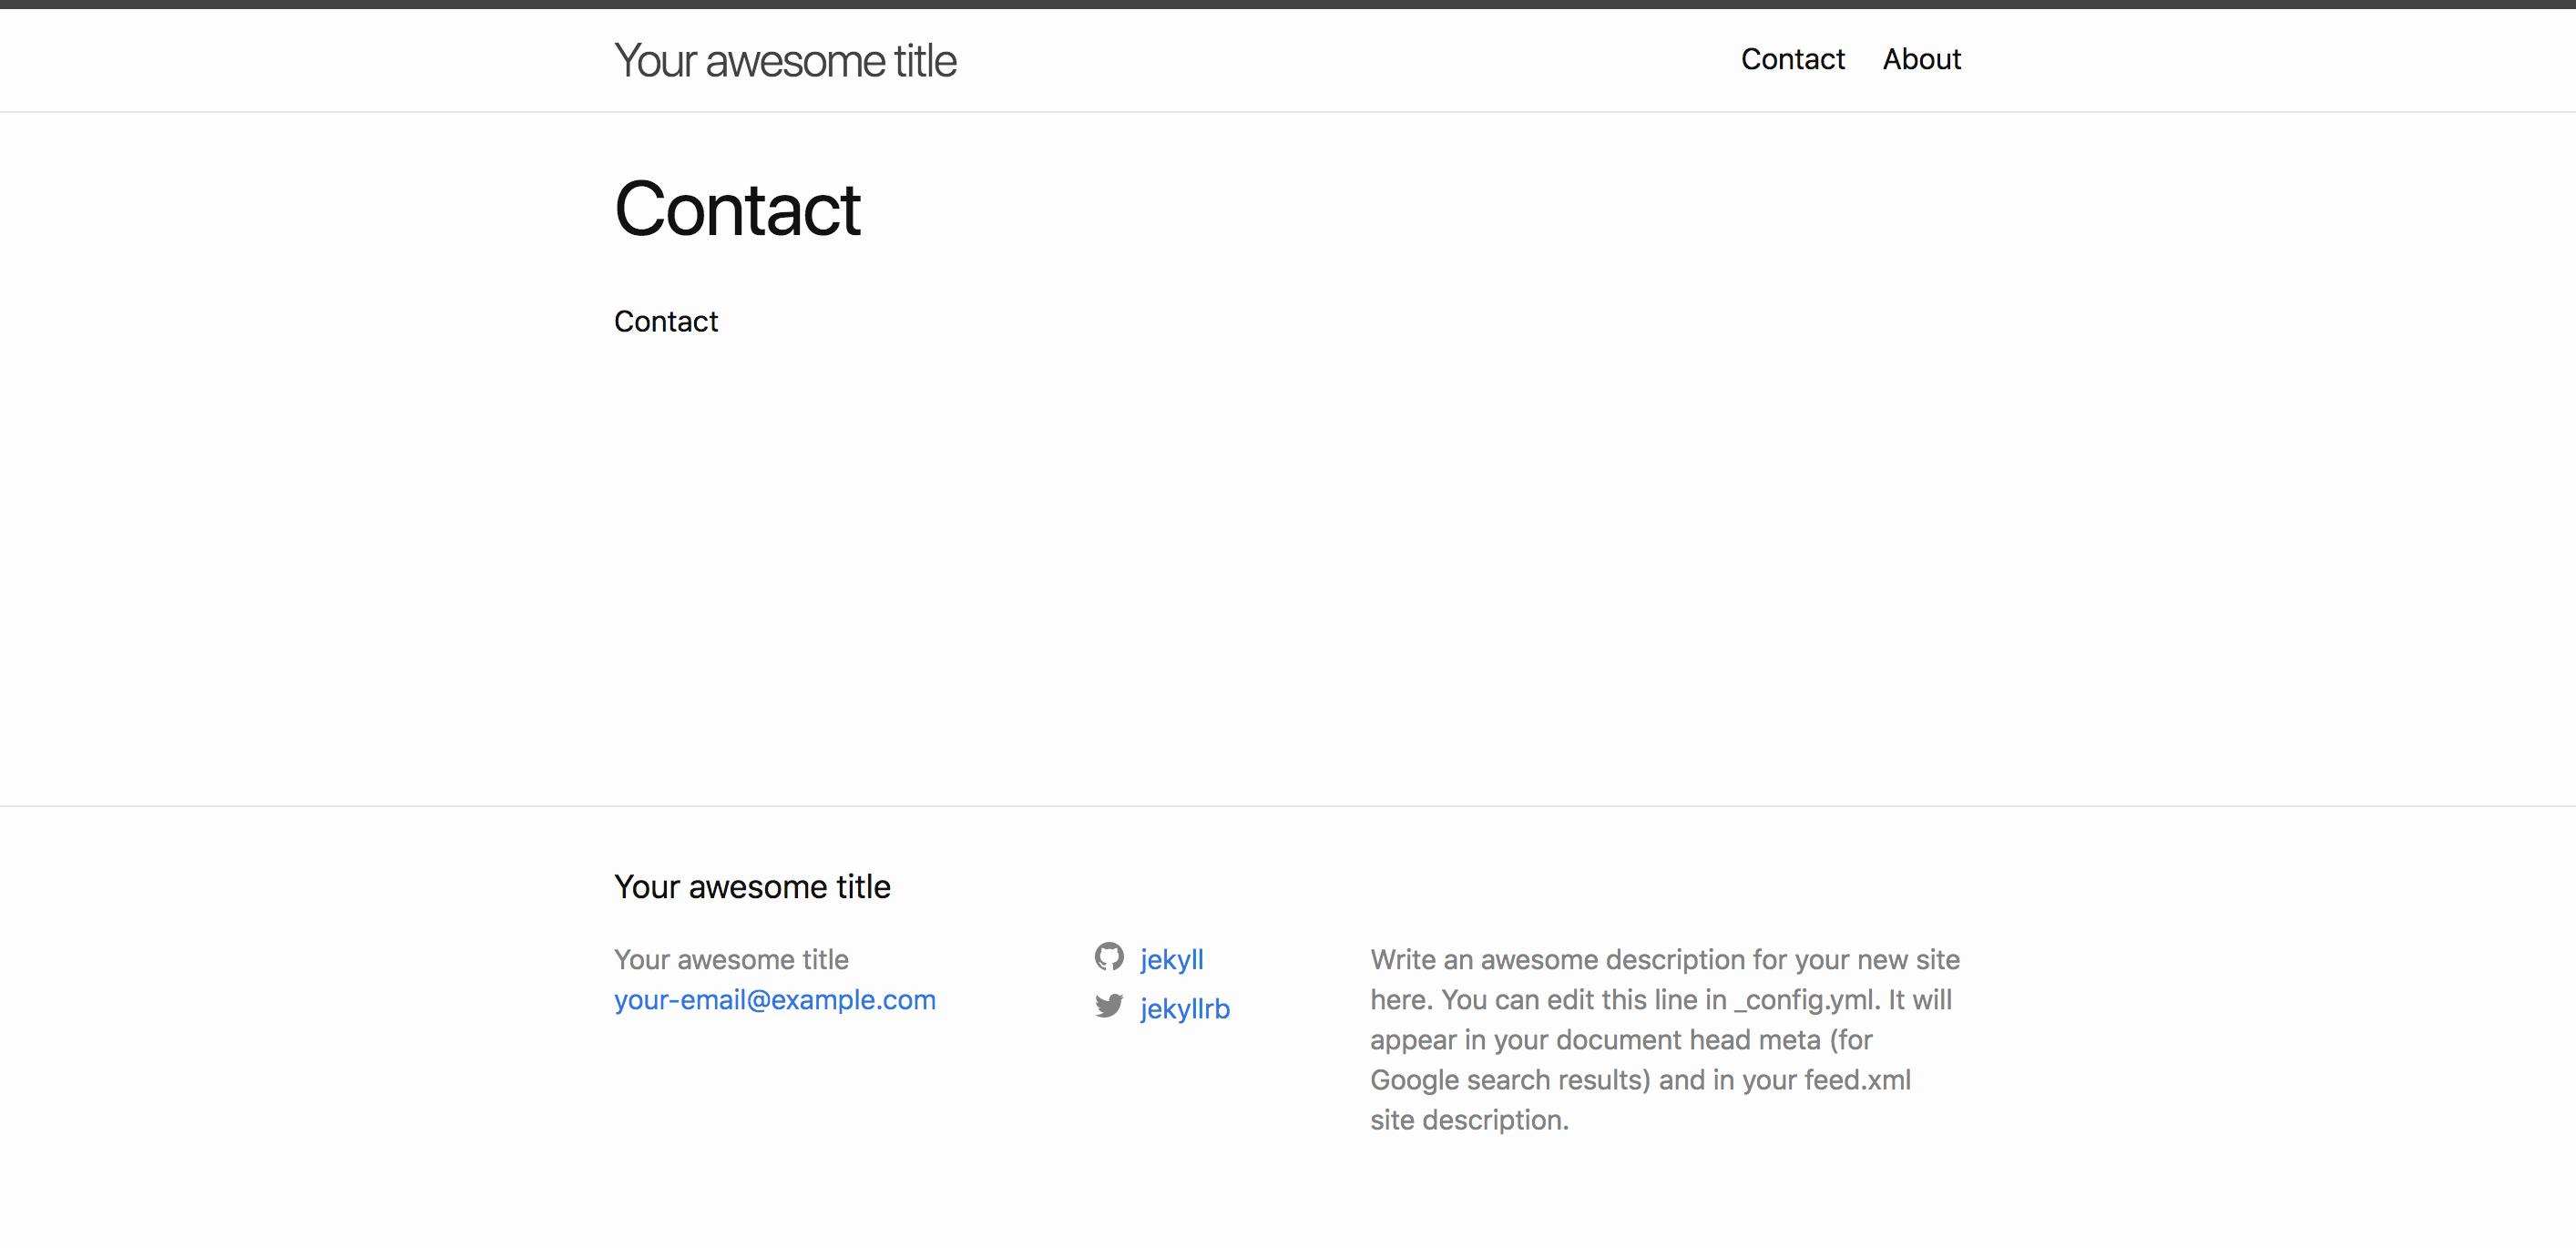 Your awesome title
Contact About
Contact
Contact
Your awesome title
Your awesome title
your-email@example.com
jekyll
jekyllrb
Write an awesome description for your new site
here. You can edit this line in _config.yml. It will
appear in your document head meta (for
Google search results) and in your feed.xml
site description.